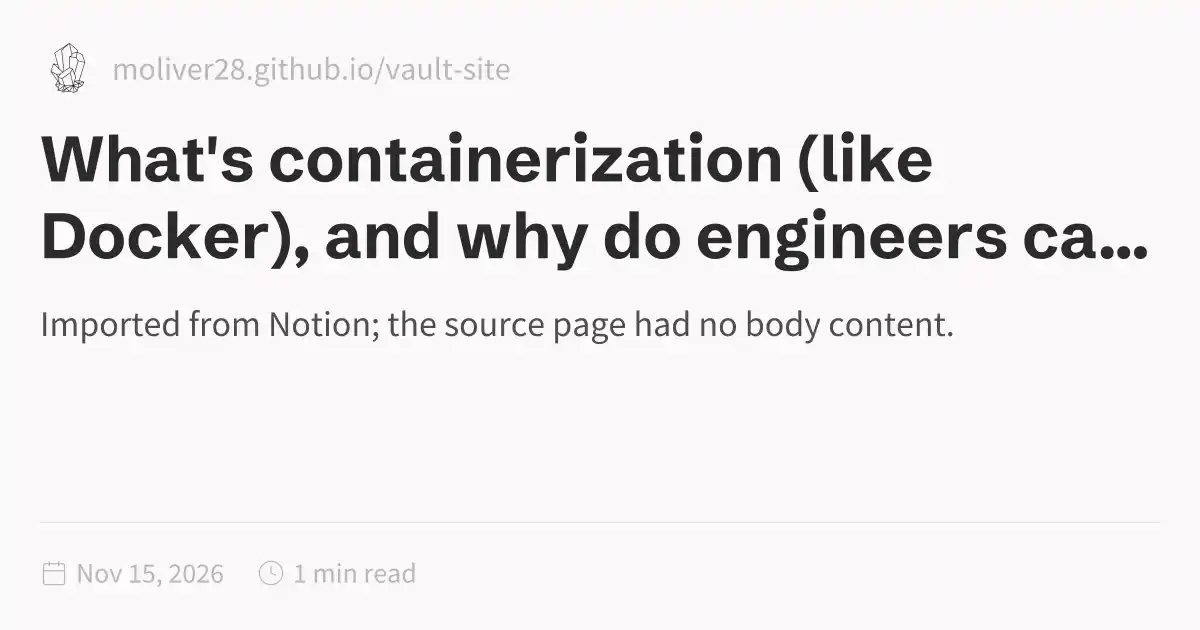 moliver28.github.io/vault-site
What's containerization (like
Docker), and why do engineers ca...
Imported from Notion; the source page had no body content.
Nov 15, 2026 1 min read